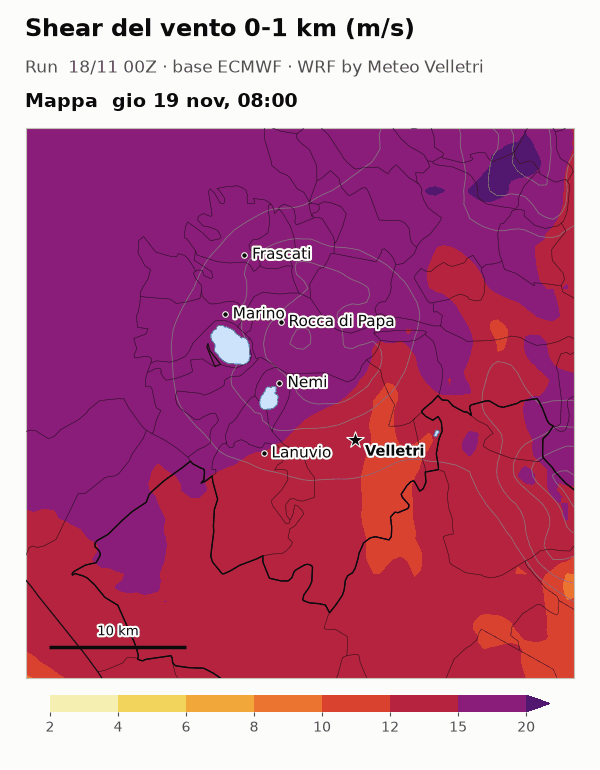 Shear del vento 0-1 km (m/s)
Run  18/11 00Z · base ECMWF · WRF by Meteo Velletri
Mappa  gio 19 nov, 08:00
Frascati
Marino
Rocca di Papa
Nemi
Velletri
Lanuvio
10 km
2 4 6 8 10 12 15 20